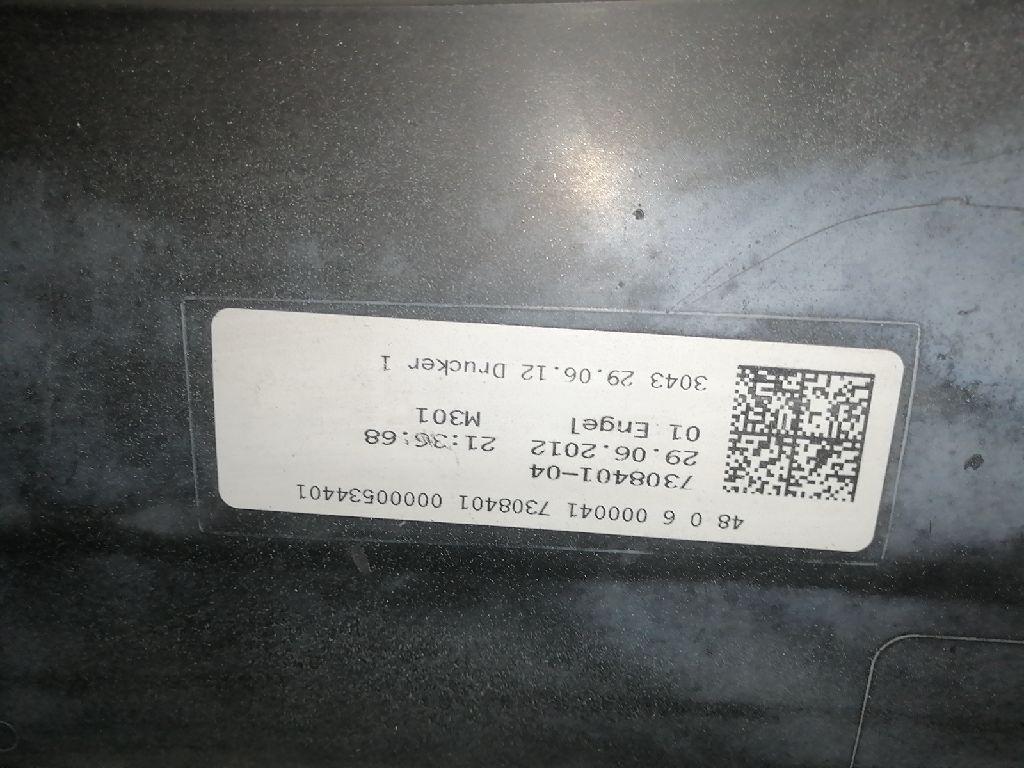 48 0 6 000041 7308401 00000534401
7308401-04
29.06.2012 21:36:68
01 Engel M301
3043 29.06.12 Drucker 1